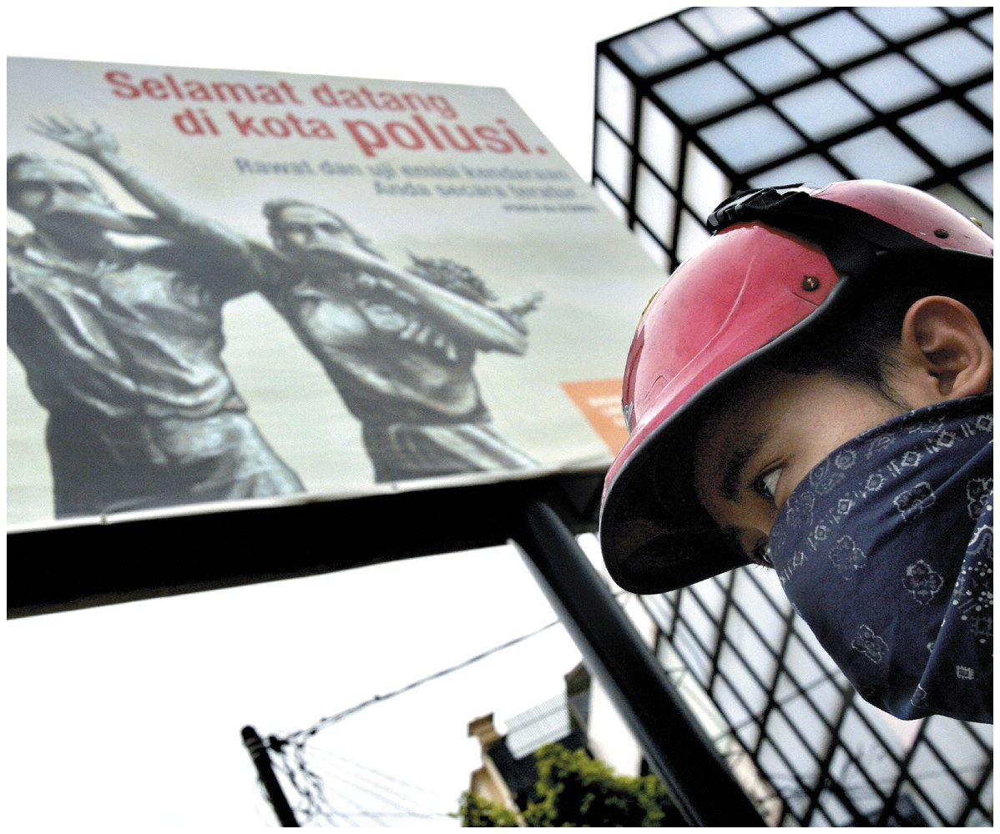 Selamat datang
di kota polusi.
Rawat dan uji emisi kendaraan
Anda secara teratur.